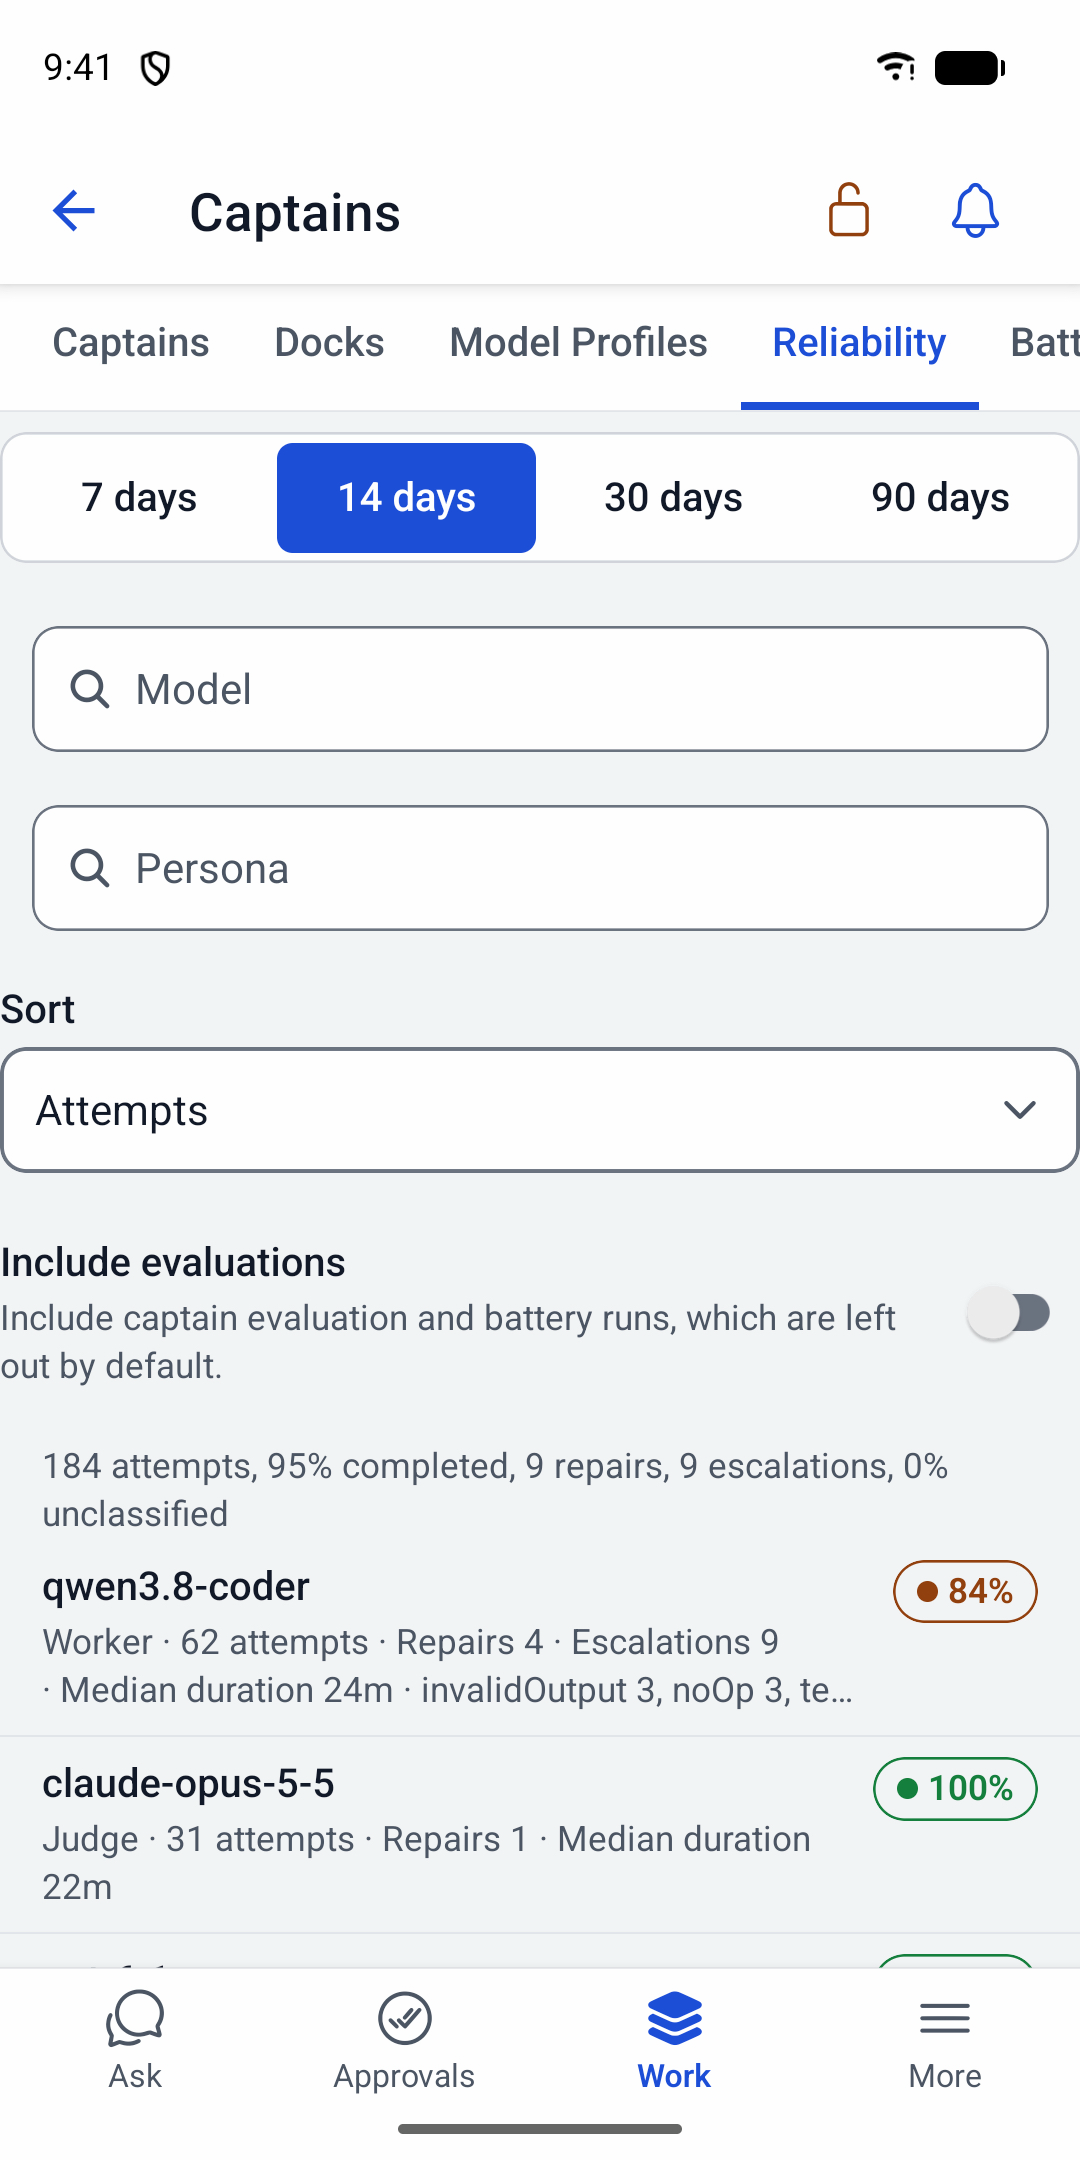 9:41
Captains
Captains Docks Model Profiles Reliability Batt
7 days 14 days 30 days 90 days
Model
Persona
Sort
Attempts
Include evaluations
Include captain evaluation and battery runs, which are left
out by default.
184 attempts, 95% completed, 9 repairs, 9 escalations, 0%
unclassified
qwen3.8-coder 84%
Worker · 62 attempts · Repairs 4 · Escalations 9
· Median duration 24m · invalidOutput 3, noOp 3, te…
claude-opus-5-5 100%
Judge · 31 attempts · Repairs 1 · Median duration
22m
Ask Approvals Work More